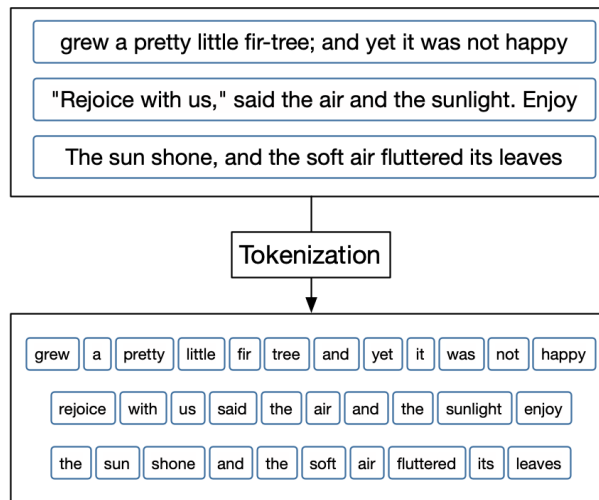 grew a pretty little fir-tree; and yet it was not happy
"Rejoice with us," said the air and the sunlight. Enjoy
The sun shone, and the soft air fluttered its leaves
Tokenization
grew a pretty little fir tree and yet it was not happy
rejoice with us said the air and the sunlight enjoy
the sun shone and the soft air fluttered its leaves